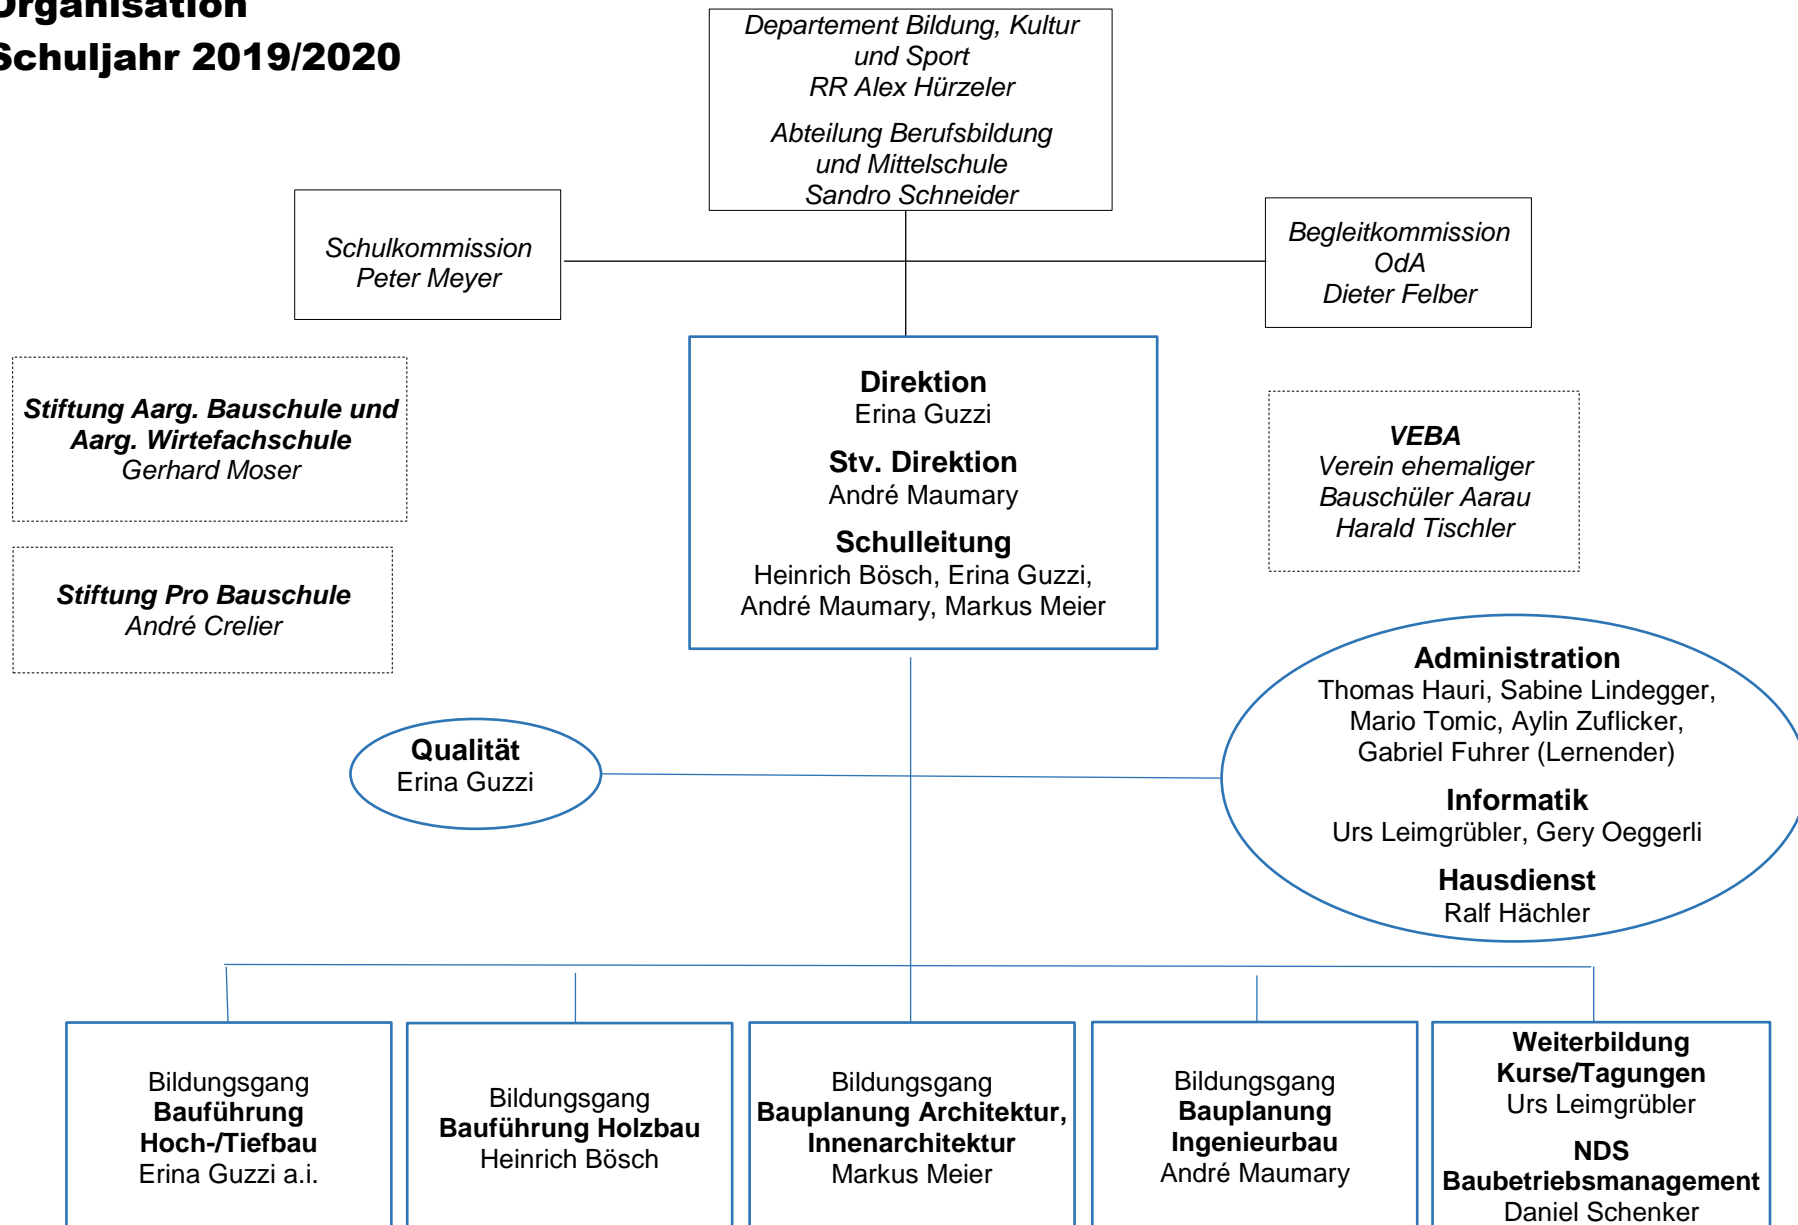 Organisation
Schuljahr 2019/2020
Departement Bildung, Kultur
und Sport
RR Alex Hürzeler
Abteilung Berufsbildung
und Mittelschule
Sandro Schneider
Schulkommission
Peter Meyer
Begleitkommission
OdA
Dieter Felber
Stiftung Aarg. Bauschule und
Aarg. Wirtefachschule
Gerhard Moser
Direktion
Erina Guzzi
Stv. Direktion
André Maumary
Schulleitung
Heinrich Bösch, Erina Guzzi,
André Maumary, Markus Meier
VEBA
Verein ehemaliger
Bauschüler Aarau
Harald Tischler
Stiftung Pro Bauschule
André Crelier
Qualität
Erina Guzzi
Administration
Thomas Hauri, Sabine Lindegger,
Mario Tomic, Aylin Zuflicker,
Gabriel Fuhrer (Lernender)
Informatik
Urs Leimgrübler, Gery Oeggerli
Hausdienst
Ralf Hächler
Bildungsgang
Bauführung
Hoch-/Tiefbau
Erina Guzzi a.i.
Bildungsgang
Bauführung Holzbau
Heinrich Bösch
Bildungsgang
Bauplanung Architektur,
Innenarchitektur
Markus Meier
Bildungsgang
Bauplanung
Ingenieurbau
André Maumary
Weiterbildung
Kurse/Tagungen
Urs Leimgrübler
NDS
Baubetriebsmanagement
Daniel Schenker